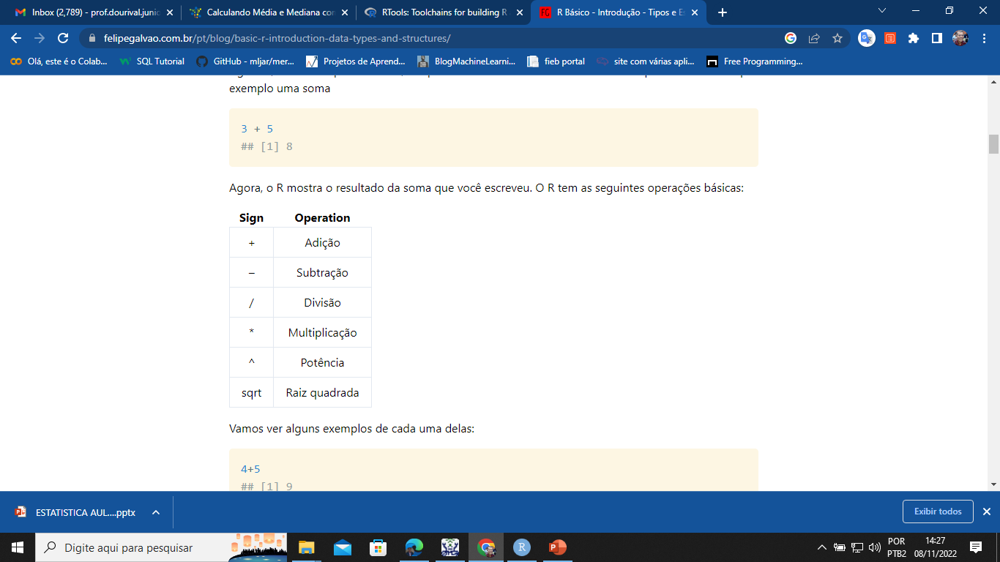 Inbox (2,789) - prof.dourival.junio
Calculando Média e Mediana con
RTools: Toolchains for building R
R Básico - Introdução - Tipos e Es
felipegalvao.com.br/pt/blog/basic-r-introduction-data-types-and-structures/
Olá, este é o Colab...
SQL Tutorial
GitHub - mljar/mer...
Projetos de Aprend...
BlogMachineLearni...
fieb portal
site com várias apli...
Free Programming...
exemplo uma soma
3 + 5
## [1] 8
Agora, o R mostra o resultado da soma que você escreveu. O R tem as seguintes operações básicas:
Sign Operation
+ Adição
– Subtração
/ Divisão
* Multiplicação
^ Potência
sqrt Raiz quadrada
Vamos ver alguns exemplos de cada uma delas:
4+5
## [1] 9
ESTATISTICA AUL....pptx
Exibir todos
Digite aqui para pesquisar
POR
PTB2
14:27
08/11/2022